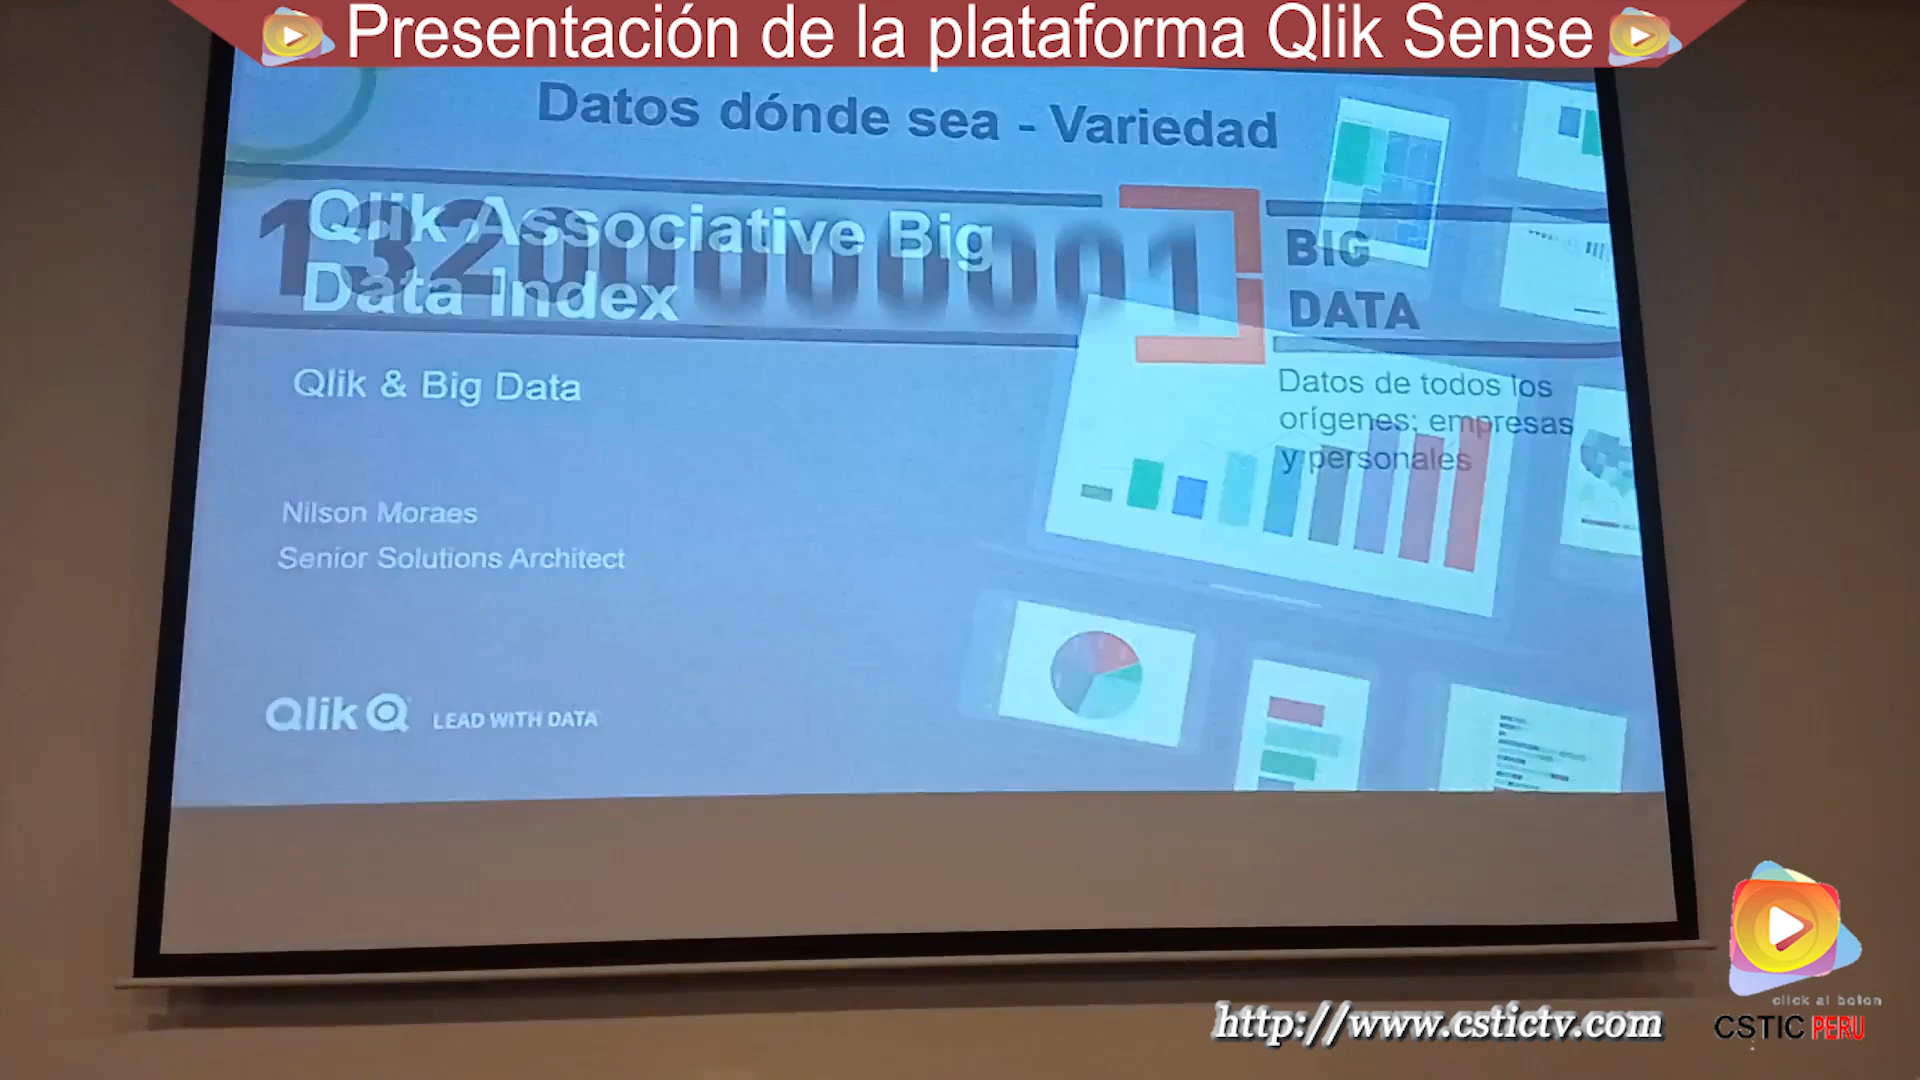 Presentación de la plataforma Qlik Sense
Datos dónde sea - Variedad
Qlik Associative Big
Data Index
1320000001
BIG
DATA
Datos de todos los
orígenes; empresas
y personales
Qlik & Big Data
Nilson Moraes
Senior Solutions Architect
Qlik LEAD WITH DATA
click al boton
http://www.cstictv.com
CSTIC PERU